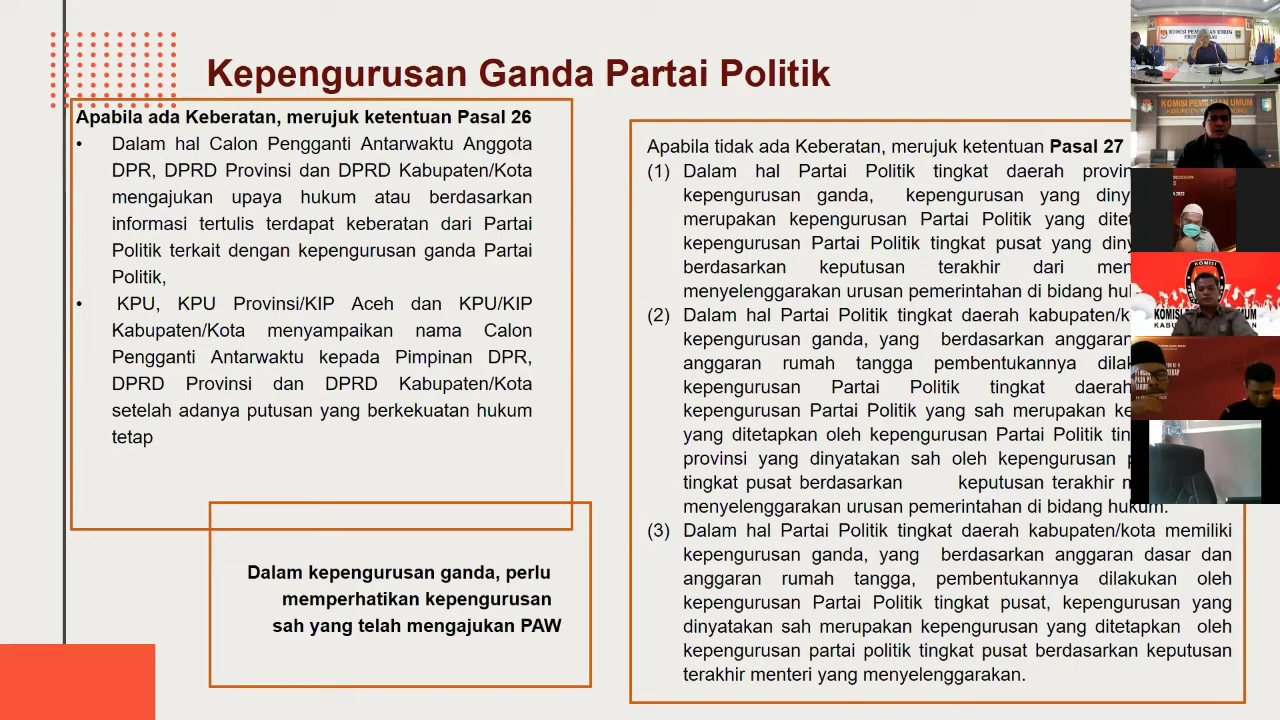 Kepengurusan Ganda Partai Politik
Apabila ada Keberatan, merujuk ketentuan Pasal 26
• Dalam hal Calon Pengganti Antarwaktu Anggota
DPR, DPRD Provinsi dan DPRD Kabupaten/Kota
mengajukan upaya hukum atau berdasarkan
informasi tertulis terdapat keberatan dari Partai
Politik terkait dengan kepengurusan ganda Partai
Politik,
• KPU, KPU Provinsi/KIP Aceh dan KPU/KIP
Kabupaten/Kota menyampaikan nama Calon
Pengganti Antarwaktu kepada Pimpinan DPR,
DPRD Provinsi dan DPRD Kabupaten/Kota
setelah adanya putusan yang berkekuatan hukum
tetap
Dalam kepengurusan ganda, perlu
memperhatikan kepengurusan
sah yang telah mengajukan PAW
Apabila tidak ada Keberatan, merujuk ketentuan Pasal 27
(1) Dalam hal Partai Politik tingkat daerah
kepengurusan ganda, kepengurusan yang
merupakan kepengurusan Partai Politik yang
kepengurusan Partai Politik tingkat pusat yang
berdasarkan keputusan terakhir dari
menyelenggarakan urusan pemerintahan di bidang
(2) Dalam hal Partai Politik tingkat daerah
kepengurusan ganda, yang berdasarkan anggaran
anggaran rumah tangga pembentukannya
kepengurusan Partai Politik tingkat daerah
kepengurusan Partai Politik yang sah merupakan
yang ditetapkan oleh kepengurusan Partai Politik
provinsi yang dinyatakan sah oleh kepengurusan
tingkat pusat berdasarkan keputusan terakhir
menyelenggarakan urusan pemerintahan di bidang hukum.
(3) Dalam hal Partai Politik tingkat daerah kabupaten/kota memiliki
kepengurusan ganda, yang berdasarkan anggaran dasar dan
anggaran rumah tangga, pembentukannya dilakukan oleh
kepengurusan Partai Politik tingkat pusat, kepengurusan yang
dinyatakan sah merupakan kepengurusan yang ditetapkan oleh
kepengurusan partai politik tingkat pusat berdasarkan keputusan
terakhir menteri yang menyelenggarakan.
KOMISI PEMILIHAN UMUM
KOMISI PEMILIHAN UMUM
KOMISI